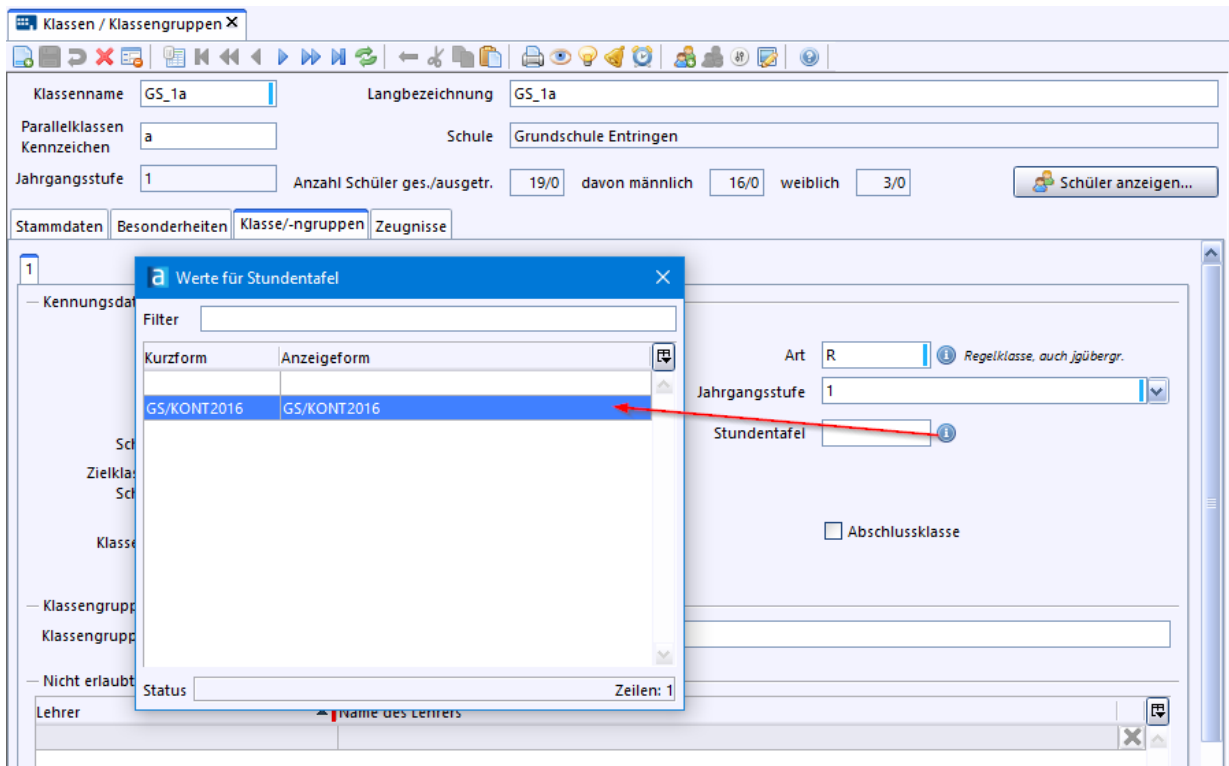 Klassen / Klassengruppen
Klassenname GS_1a Langbezeichnung GS_1a
Parallelklassen
Kennzeichen a Schule Grundschule Entringen
Jahrgangsstufe 1 Anzahl Schüler ges./ausgetr. 19/0 davon männlich 16/0 weiblich 3/0 Schüler anzeigen...
Stammdaten Besonderheiten Klasse/-ngruppen Zeugnisse
1
a Werte für Stundentafel
Kennungsdat
Filter
Kurzform Anzeigeform
Art R Regelklasse, auch jgübergr.
Jahrgangsstufe 1
GS/KONT2016 GS/KONT2016
Stundentafel
Sch
Zielklas
Sch
Abschlussklasse
Klasse
Klassengrupp
Klassengrupp
Nicht erlaubt
Status Zeilen: 1
Lehrer Name des Lehrers